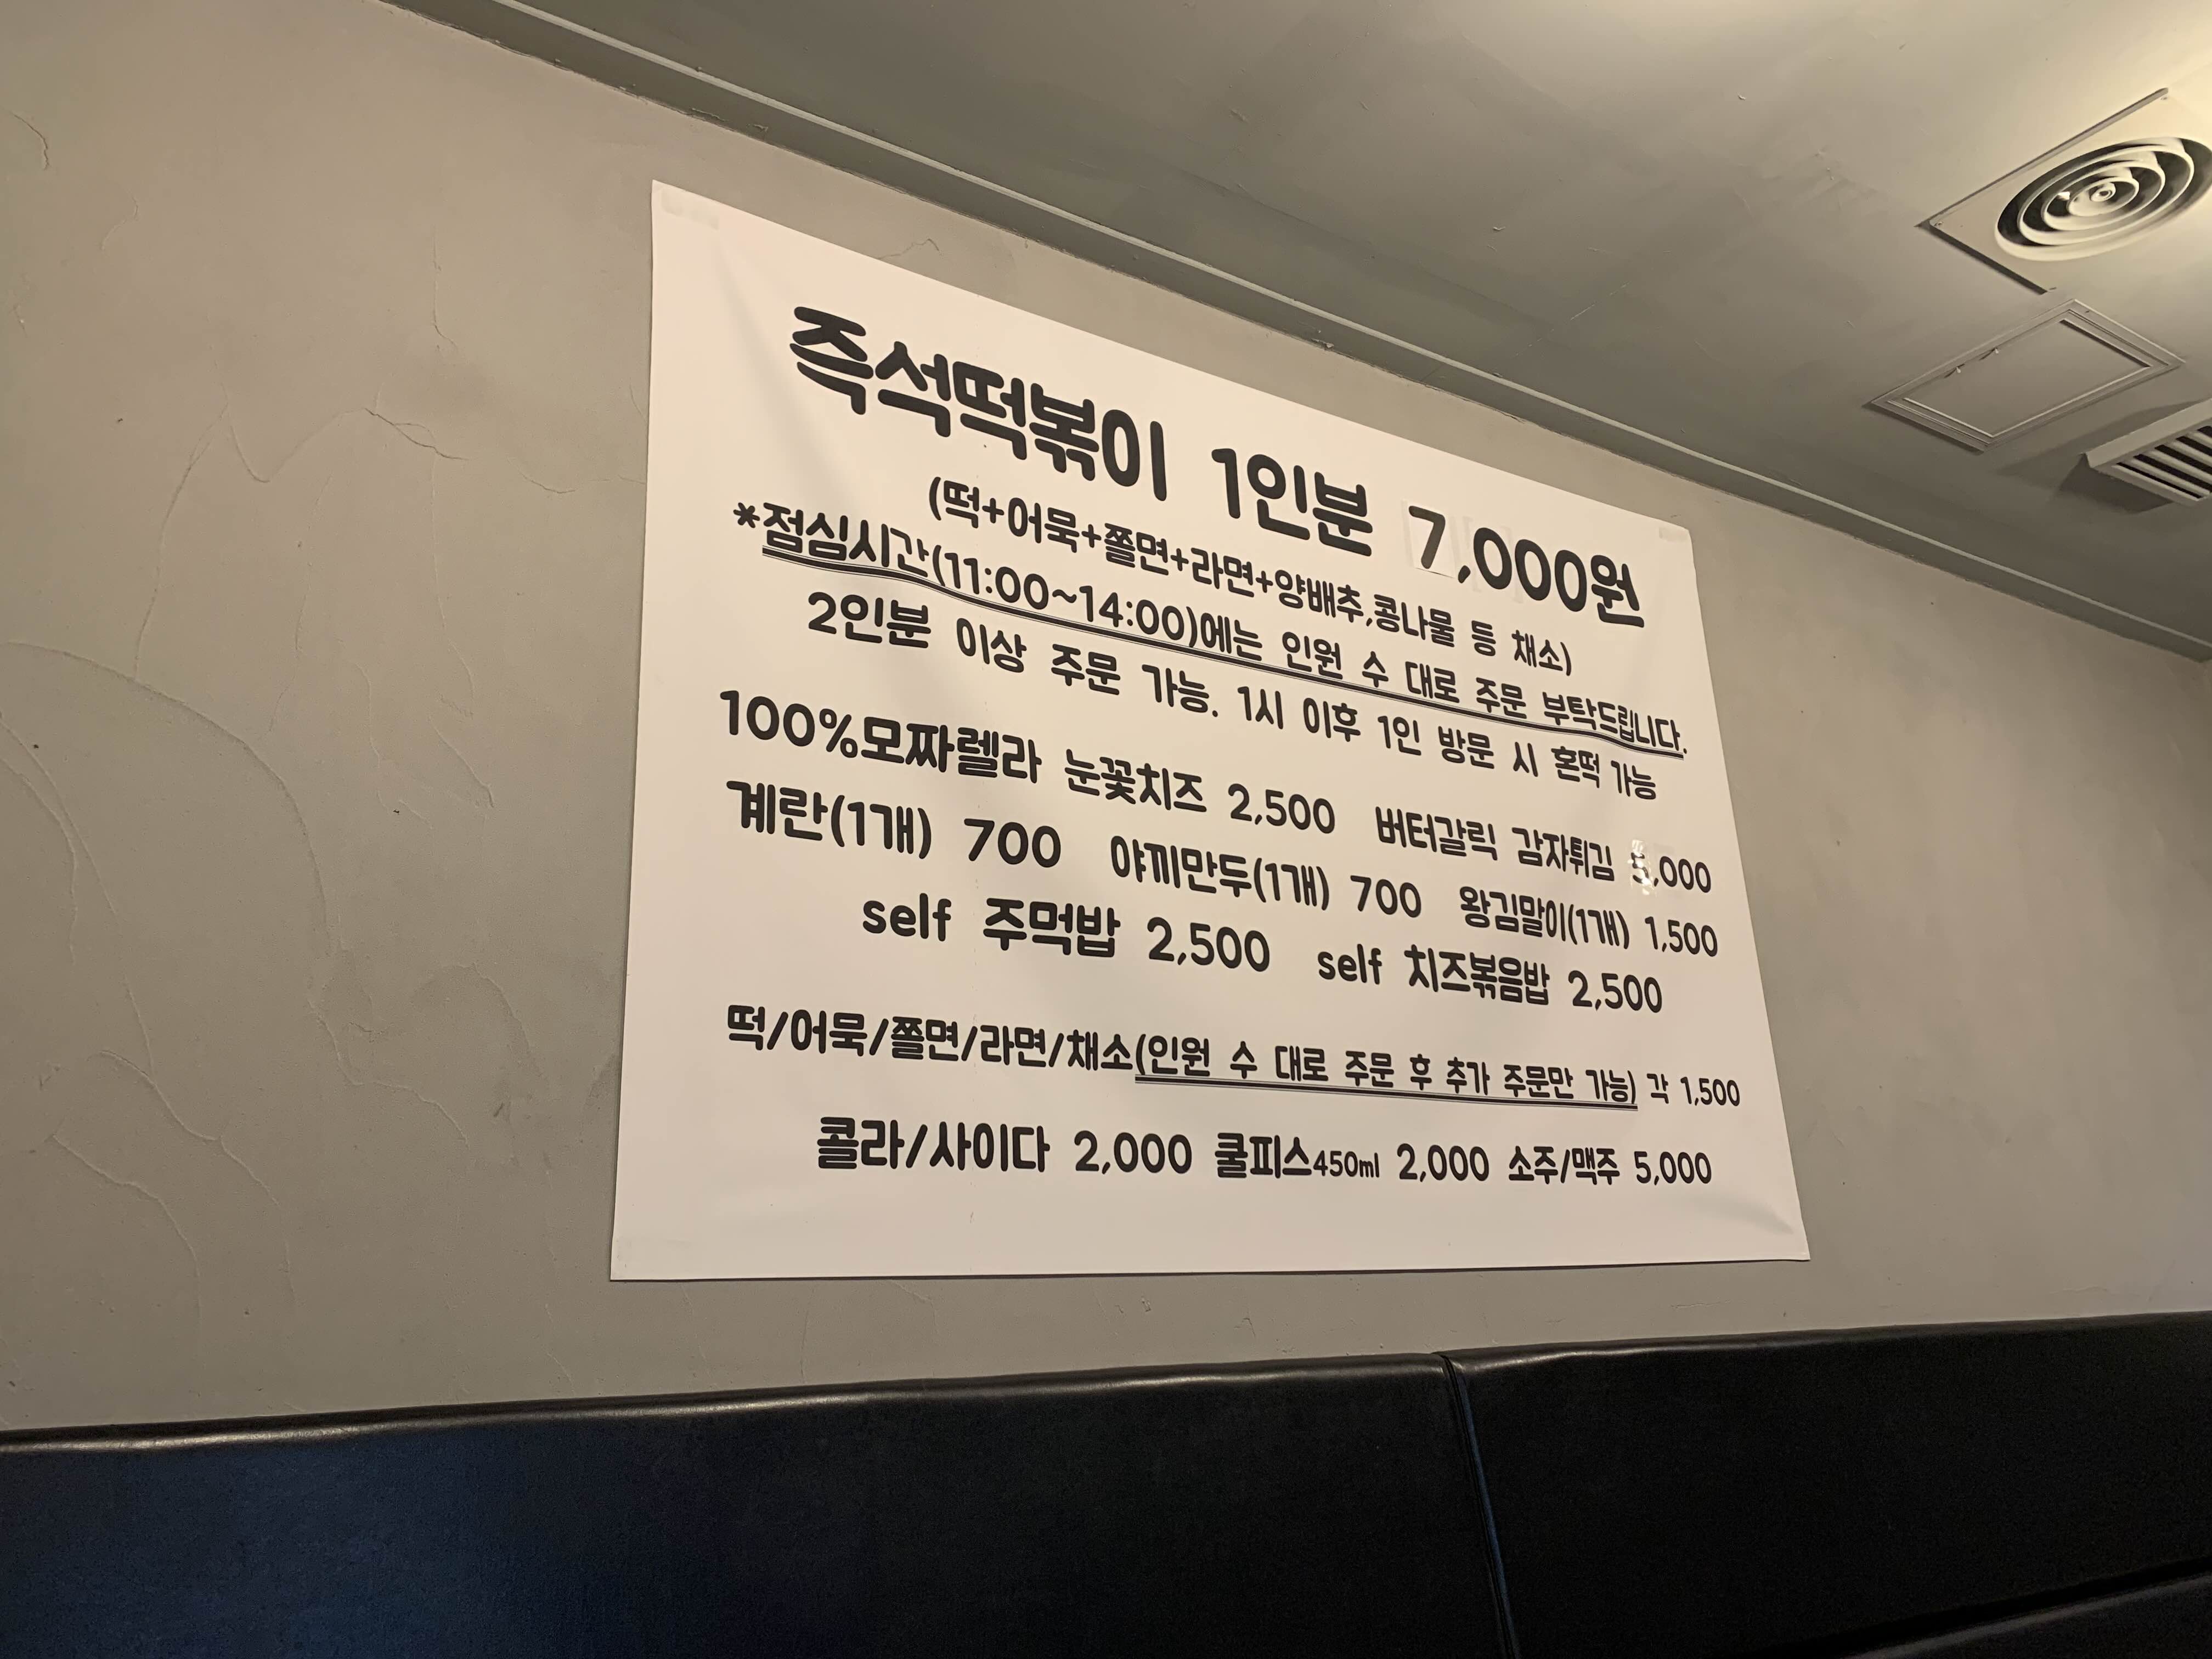 즉석떡볶이 1인분 7,000원
(떡+어묵+쫄면+라면+양배추,콩나물 등 채소)
*점심시간(11:00~14:00)에는 인원 수 대로 주문 부탁드립니다.
2인분 이상 주문 가능. 1시 이후 1인 방문 시 혼떡 가능
100%모짜렐라 눈꽃치즈 2,500 버터갈릭 감자튀김 5,000
계란(1개) 700 야끼만두(1개) 700 왕김말이(1개) 1,500
self 주먹밥 2,500 self 치즈볶음밥 2,500
떡/어묵/쫄면/라면/채소(인원 수 대로 주문 후 추가 주문만 가능) 각 1,500
콜라/사이다 2,000 쿨피스450ml 2,000 소주/맥주 5,000